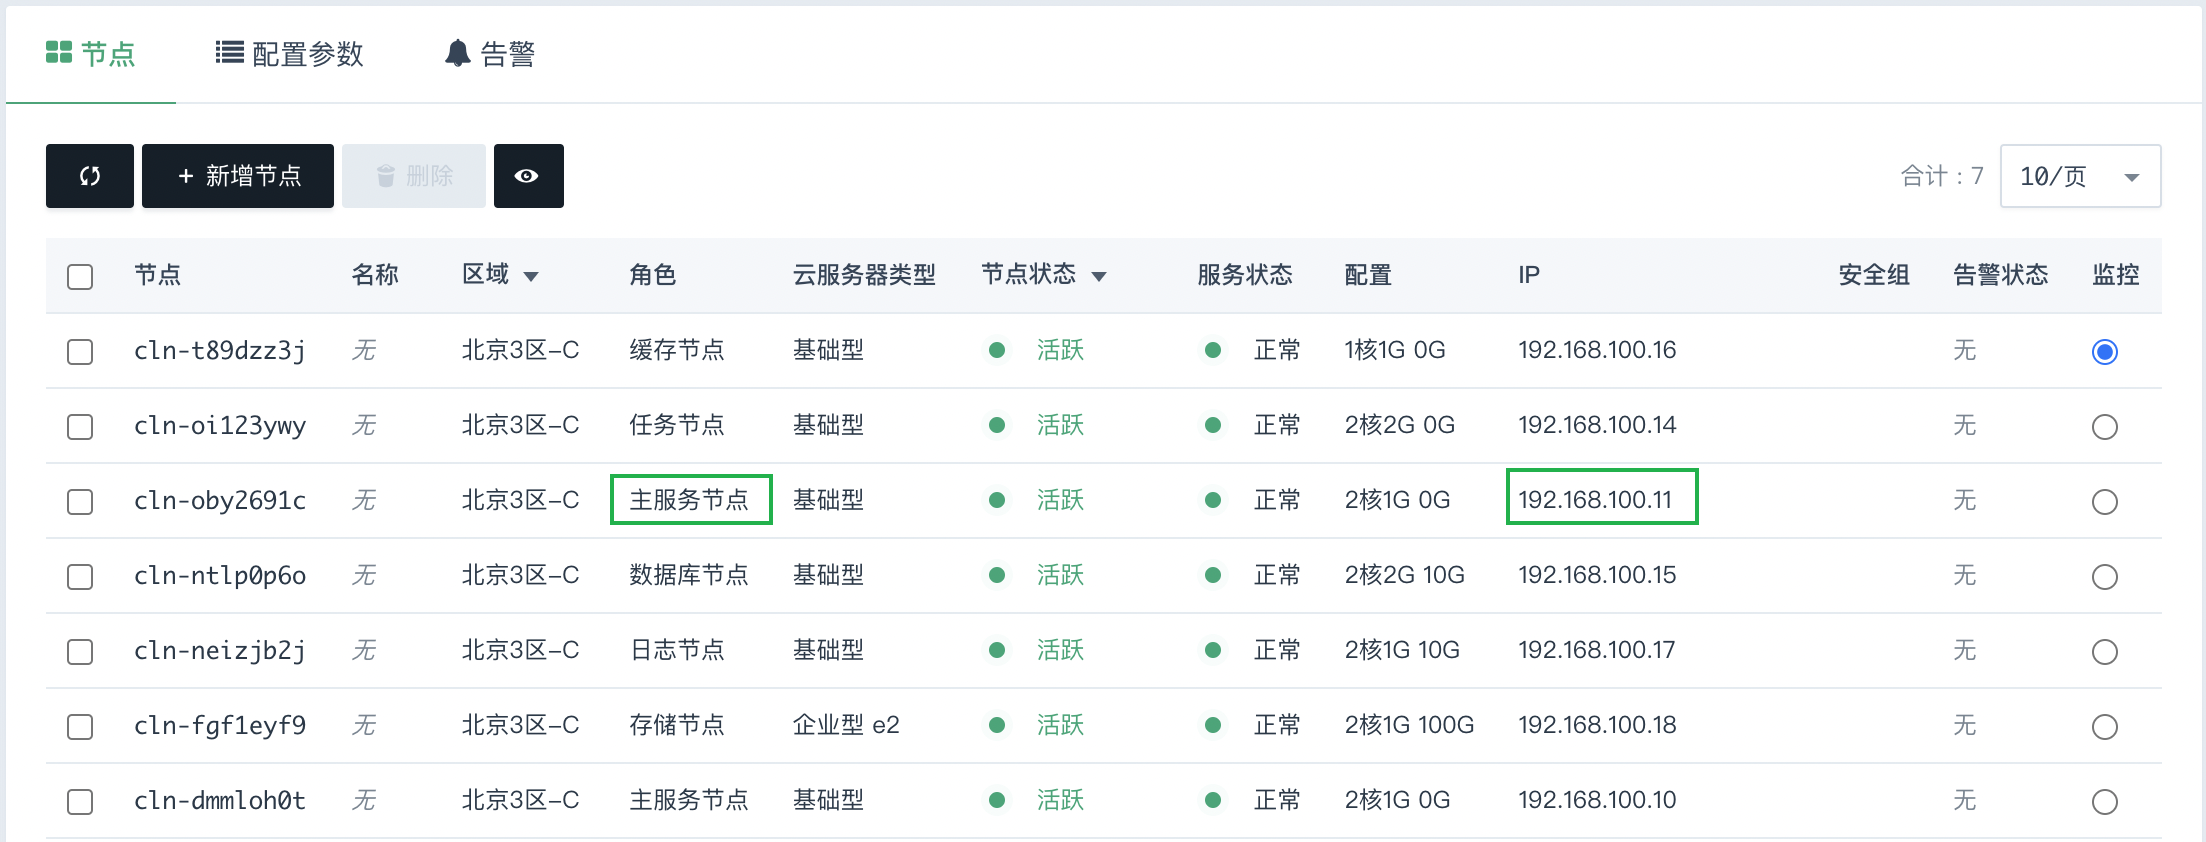 节点 配置参数 告警
+ 新增节点 删除 合计：7 10/页
节点 名称 区域 角色 云服务器类型 节点状态 服务状态 配置 IP 安全组 告警状态 监控
cln-t89dzz3j 无 北京3区-C 缓存节点 基础型 活跃 正常 1核1G 0G 192.168.100.16 无
cln-oi123ywy 无 北京3区-C 任务节点 基础型 活跃 正常 2核2G 0G 192.168.100.14 无
cln-oby2691c 无 北京3区-C 主服务节点 基础型 活跃 正常 2核1G 0G 192.168.100.11 无
cln-ntlp0p6o 无 北京3区-C 数据库节点 基础型 活跃 正常 2核2G 10G 192.168.100.15 无
cln-neizjb2j 无 北京3区-C 日志节点 基础型 活跃 正常 2核1G 10G 192.168.100.17 无
cln-fgf1eyf9 无 北京3区-C 存储节点 企业型 e2 活跃 正常 2核1G 100G 192.168.100.18 无
cln-dmmloh0t 无 北京3区-C 主服务节点 基础型 活跃 正常 2核1G 0G 192.168.100.10 无